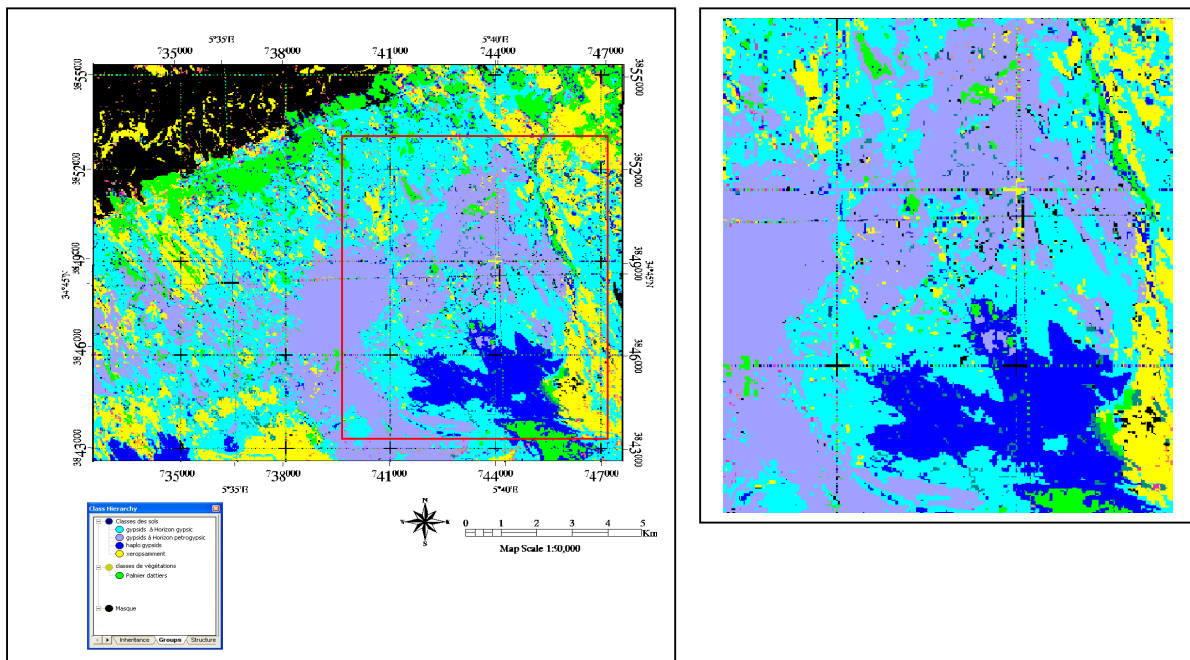 5°35'E 5°40'E
735000 738000 741000 744000 747000
3855000 3855000
3852000 3852000
3849000 3849000
34°45'N 34°45'N
3846000 3846000
3843000 3843000
735000 738000 741000 744000 747000
5°35'E 5°40'E
Class Hierarchy
Classes des sols
gypsids à Horizon gypsic
gypsids à Horizon petrogypsic
haplo gypsids
xeropsamment
classes de végétations
Palmier dattiers
Masque
Inheritance Groups Structure
N
S
0 1 2 3 4 5
Km
Map Scale 1:50,000